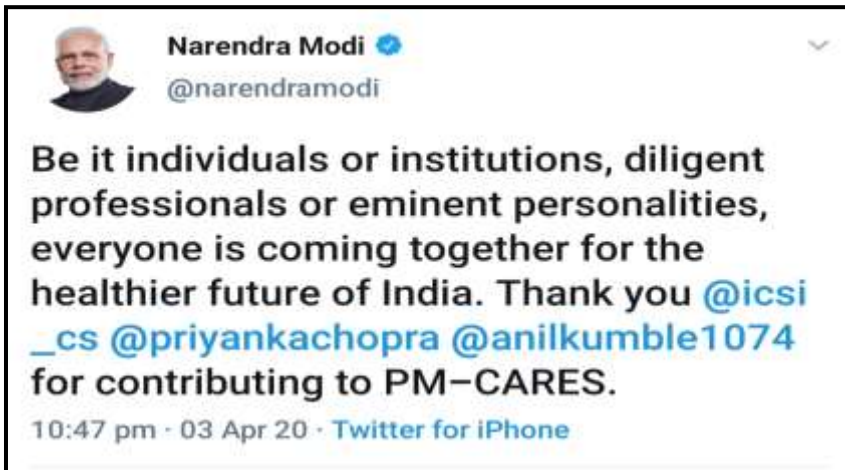 Narendra Modi
@narendramodi
Be it individuals or institutions, diligent
professionals or eminent personalities,
everyone is coming together for the
healthier future of India. Thank you @icsi
_cs @priyankachopra @anilkumble1074
for contributing to PM–CARES.
10:47 pm · 03 Apr 20 · Twitter for iPhone